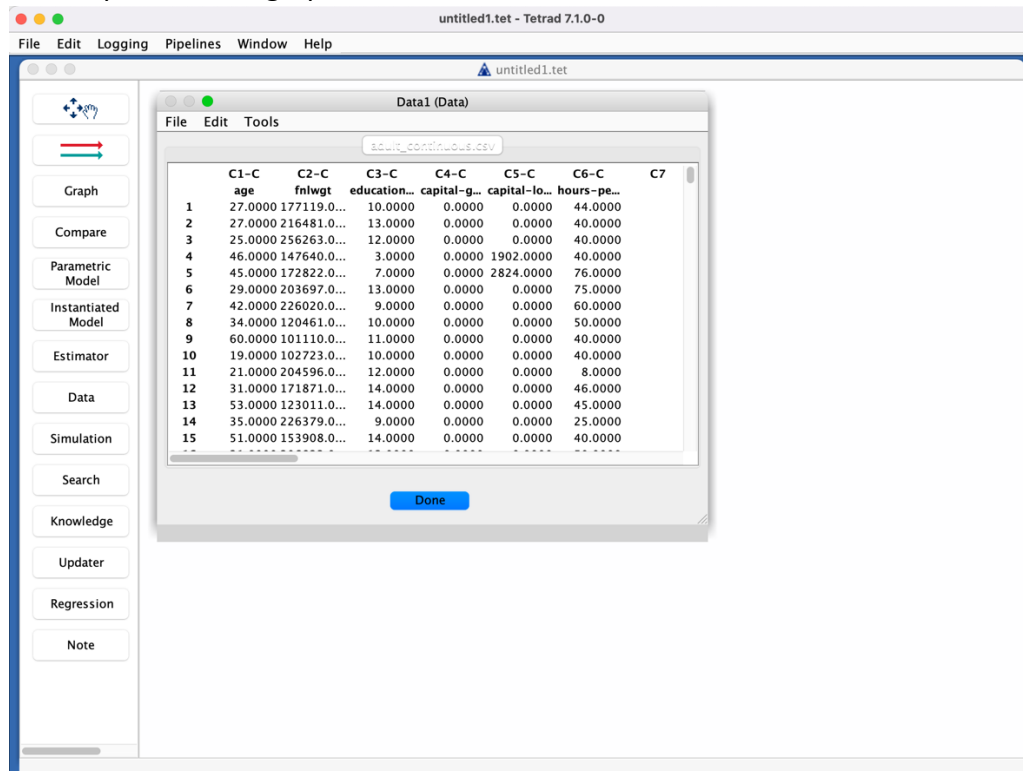 untitled1.tet - Tetrad 7.1.0-0
File Edit Logging Pipelines Window Help
untitled1.tet
Graph
Compare
Parametric
Model
Instantiated
Model
Estimator
Data
Simulation
Search
Knowledge
Updater
Regression
Note
Data1 (Data)
File Edit Tools
adult_continuous.csv
C1-C C2-C C3-C C4-C C5-C C6-C C7
age fnlwgt education... capital-g... capital-lo... hours-pe...
1 27.0000 177119.0... 10.0000 0.0000 0.0000 44.0000
2 27.0000 216481.0... 13.0000 0.0000 0.0000 40.0000
3 25.0000 256263.0... 12.0000 0.0000 0.0000 40.0000
4 46.0000 147640.0... 3.0000 0.0000 1902.0000 40.0000
5 45.0000 172822.0... 7.0000 0.0000 2824.0000 76.0000
6 29.0000 203697.0... 13.0000 0.0000 0.0000 75.0000
7 42.0000 226020.0... 9.0000 0.0000 0.0000 60.0000
8 34.0000 120461.0... 10.0000 0.0000 0.0000 50.0000
9 60.0000 101110.0... 11.0000 0.0000 0.0000 40.0000
10 19.0000 102723.0... 10.0000 0.0000 0.0000 40.0000
11 21.0000 204596.0... 12.0000 0.0000 0.0000 8.0000
12 31.0000 171871.0... 14.0000 0.0000 0.0000 46.0000
13 53.0000 123011.0... 14.0000 0.0000 0.0000 45.0000
14 35.0000 226379.0... 9.0000 0.0000 0.0000 25.0000
15 51.0000 153908.0... 14.0000 0.0000 0.0000 40.0000
Done